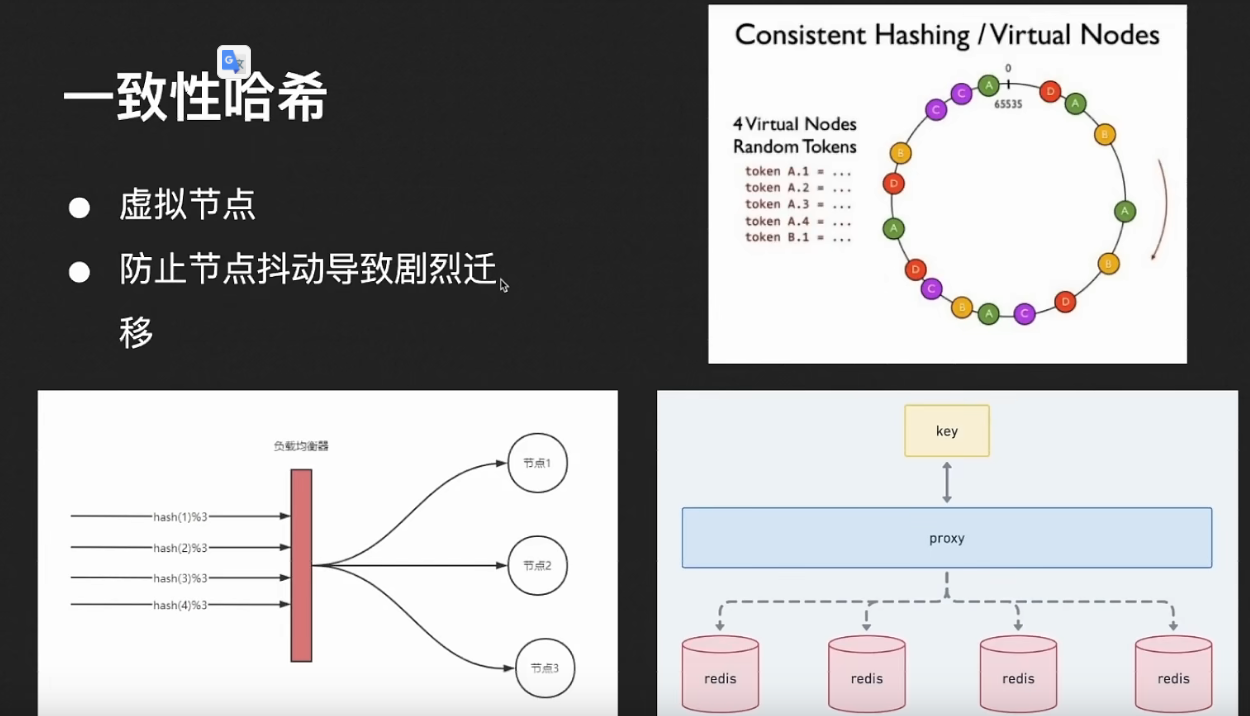 一致性哈希
虚拟节点
防止节点抖动导致剧烈迁
移
Consistent Hashing / Virtual Nodes
4 Virtual Nodes
Random Tokens
token A.1 = ...
token A.2 = ...
token A.3 = ...
token A.4 = ...
token B.1 = ...
0
65535
D
A
B
A
B
D
C
A
B
C
D
A
D
B
C
C
A
负载均衡器
hash(1)%3
hash(2)%3
hash(3)%3
hash(4)%3
节点1
节点2
节点3
key
proxy
redis
redis
redis
redis